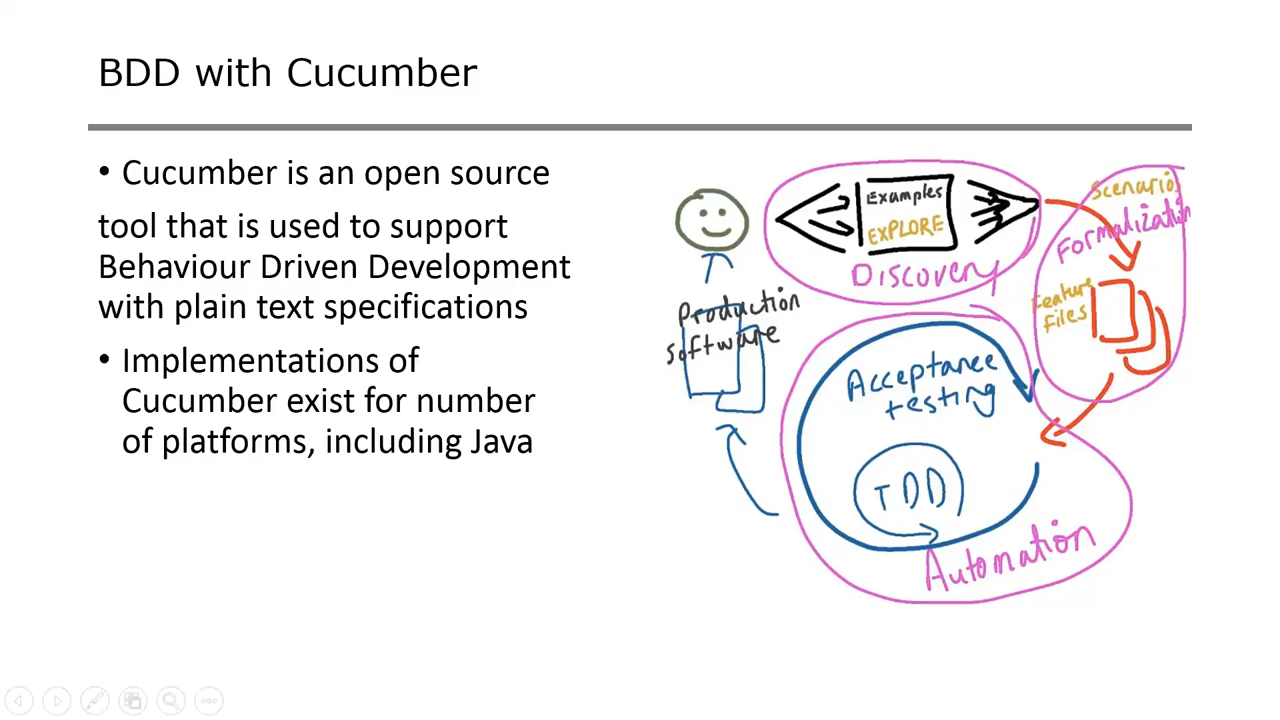 BDD with Cucumber
• Cucumber is an open source
tool that is used to support
Behaviour Driven Development
with plain text specifications
• Implementations of
Cucumber exist for number
of platforms, including Java
Examples
EXPLORE
Discovery
Scenarios
Formalization
Feature
Files
Production
software
Acceptance
testing
TDD
Automation